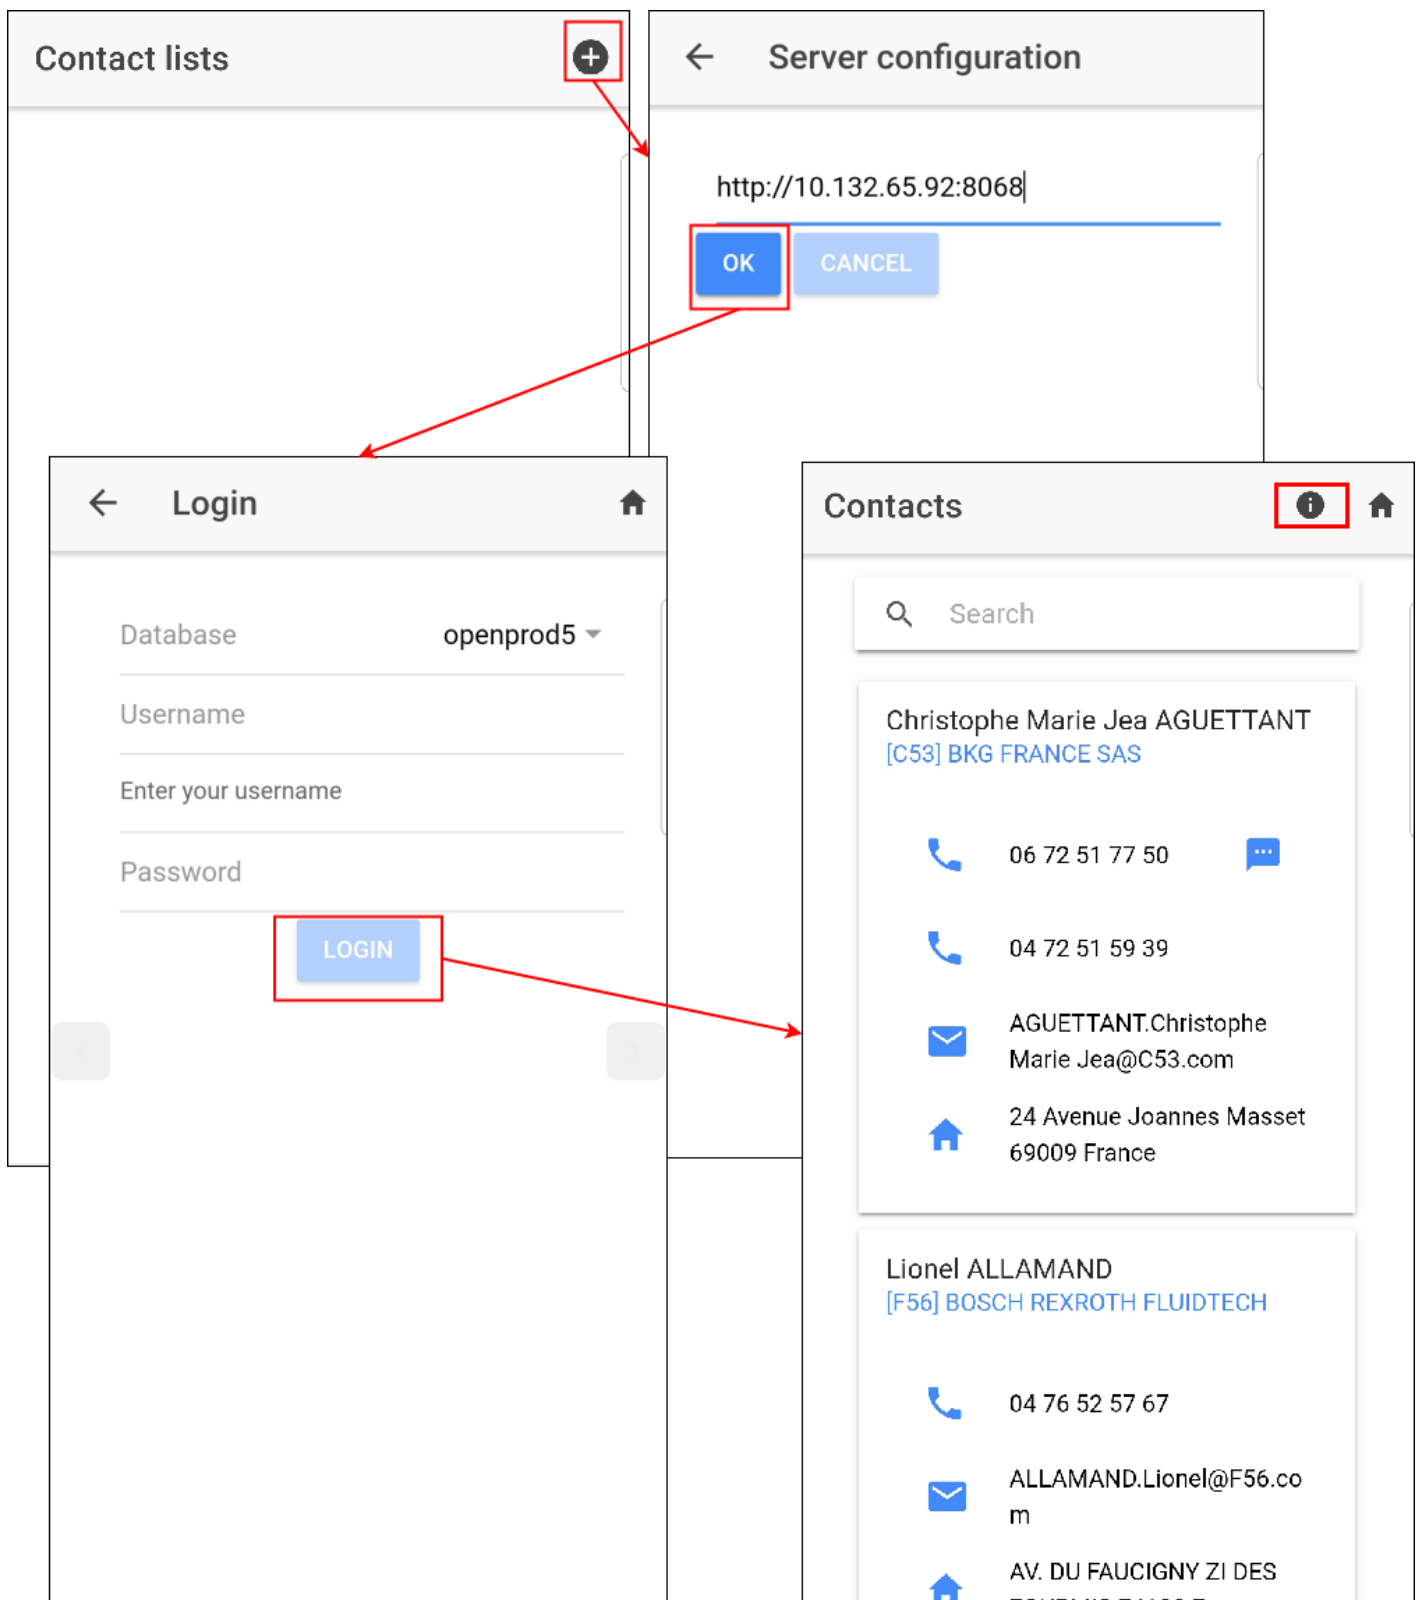 Contact lists
Server configuration
http://10.132.65.92:8068
OK
CANCEL
Login
Database
openprod5
Username
Enter your username
Password
LOGIN
Contacts
Search
Christophe Marie Jea AGUETTANT
[C53] BKG FRANCE SAS
06 72 51 77 50
04 72 51 59 39
AGUETTANT.Christophe
Marie Jea@C53.com
24 Avenue Joannes Masset
69009 France
Lionel ALLAMAND
[F56] BOSCH REXROTH FLUIDTECH
04 76 52 57 67
ALLAMAND.Lionel@F56.co
m
AV. DU FAUCIGNY ZI DES